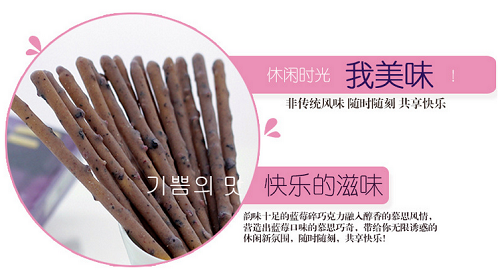 休闲时光 我美味 !
非传统风味 随时随刻 共享快乐
기쁨의 맛 快乐的滋味
韵味十足的蓝莓碎巧克力融入醇香的慕思风情,
营造出蓝莓口味的慕思巧奇, 带给你无限诱惑的
休闲新氛围, 随时随刻, 共享快乐!